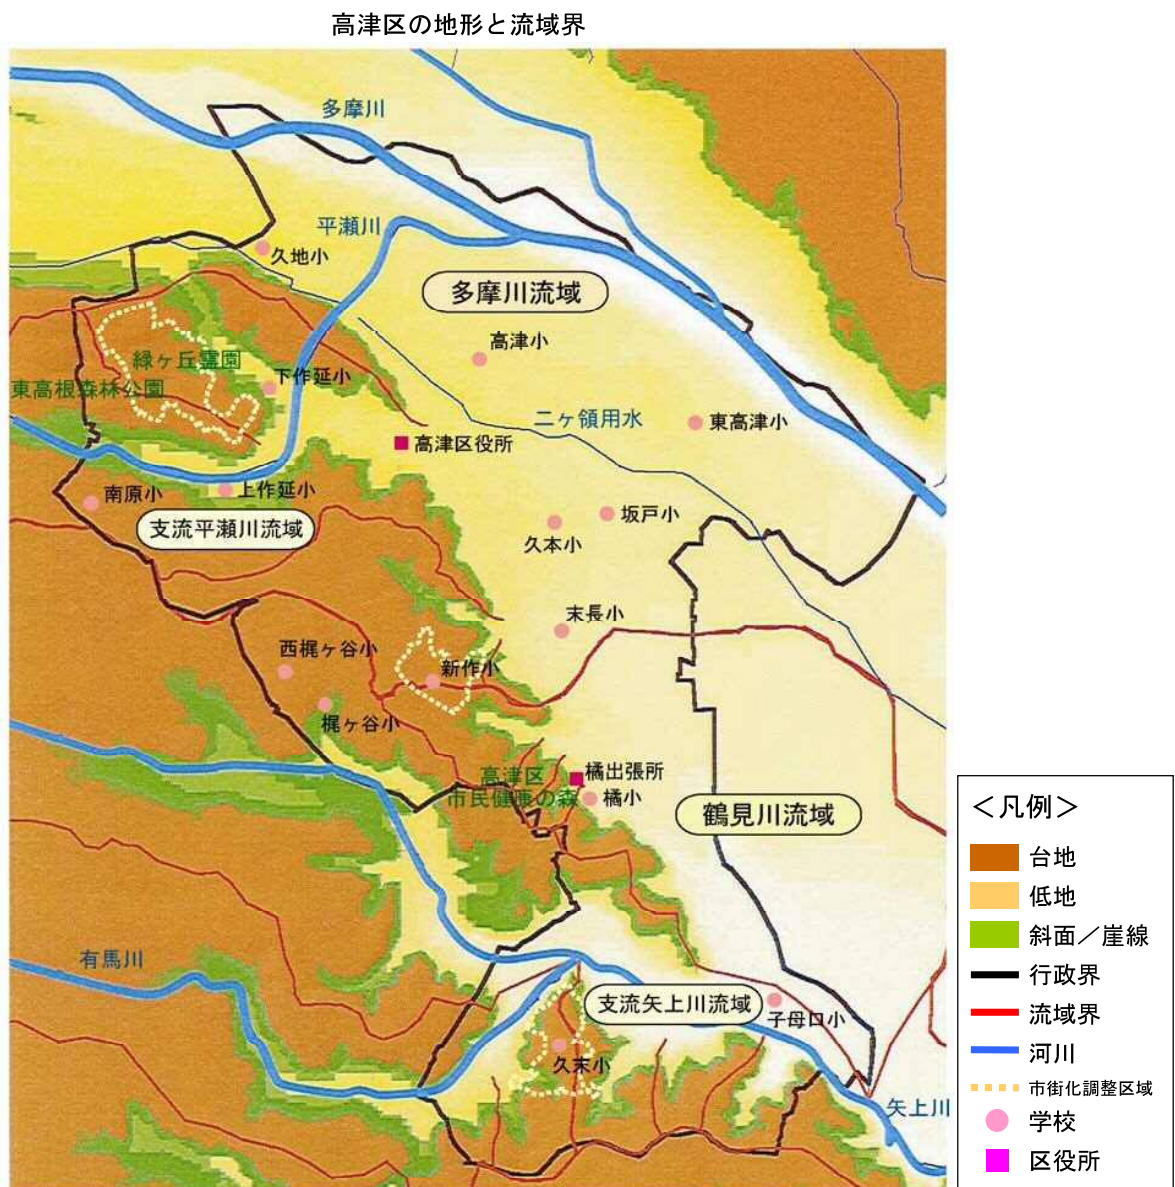 高津区の地形と流域界
多摩川
平瀬川
久地小
多摩川流域
高津小
緑ヶ丘霊園
東高根森林公園
下作延小
二ヶ領用水
東高津小
高津区役所
南原小
上作延小
支流平瀬川流域
坂戸小
久本小
末長小
西梶ヶ谷小
新作小
梶ヶ谷小
高津区
市民健康の森
橘出張所
橘小
鶴見川流域
有馬川
支流矢上川流域
子母口小
久末小
矢上川
＜凡例＞
台地
低地
斜面／崖線
行政界
流域界
河川
市街化調整区域
学校
区役所